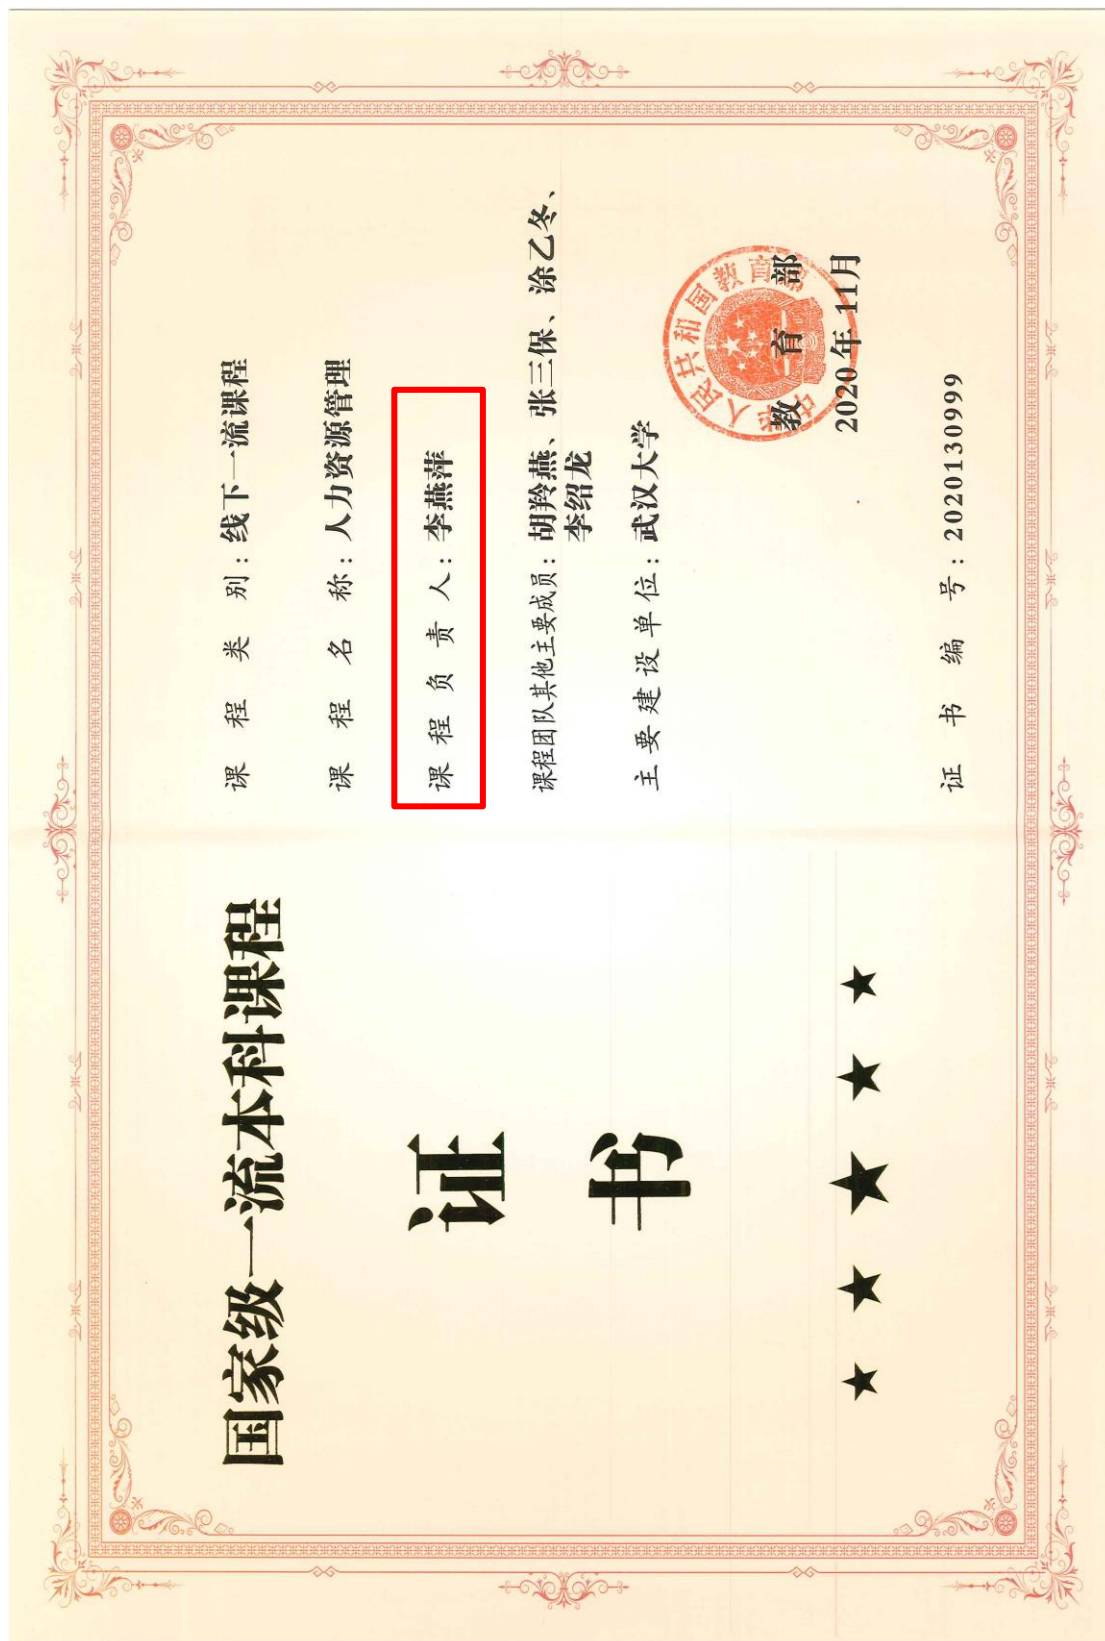 国家级一流本科课程
证
书
★ ★ ★ ★ ★
课程类别：线下一流课程
课程名称：人力资源管理
课程负责人：李燕萍
课程团队其他主要成员：胡羚燕、张三保、涂乙冬、
李绍龙
主要建设单位：武汉大学
中华人民共和国教育部
教育部
2020年11月
证书编号：2020130999